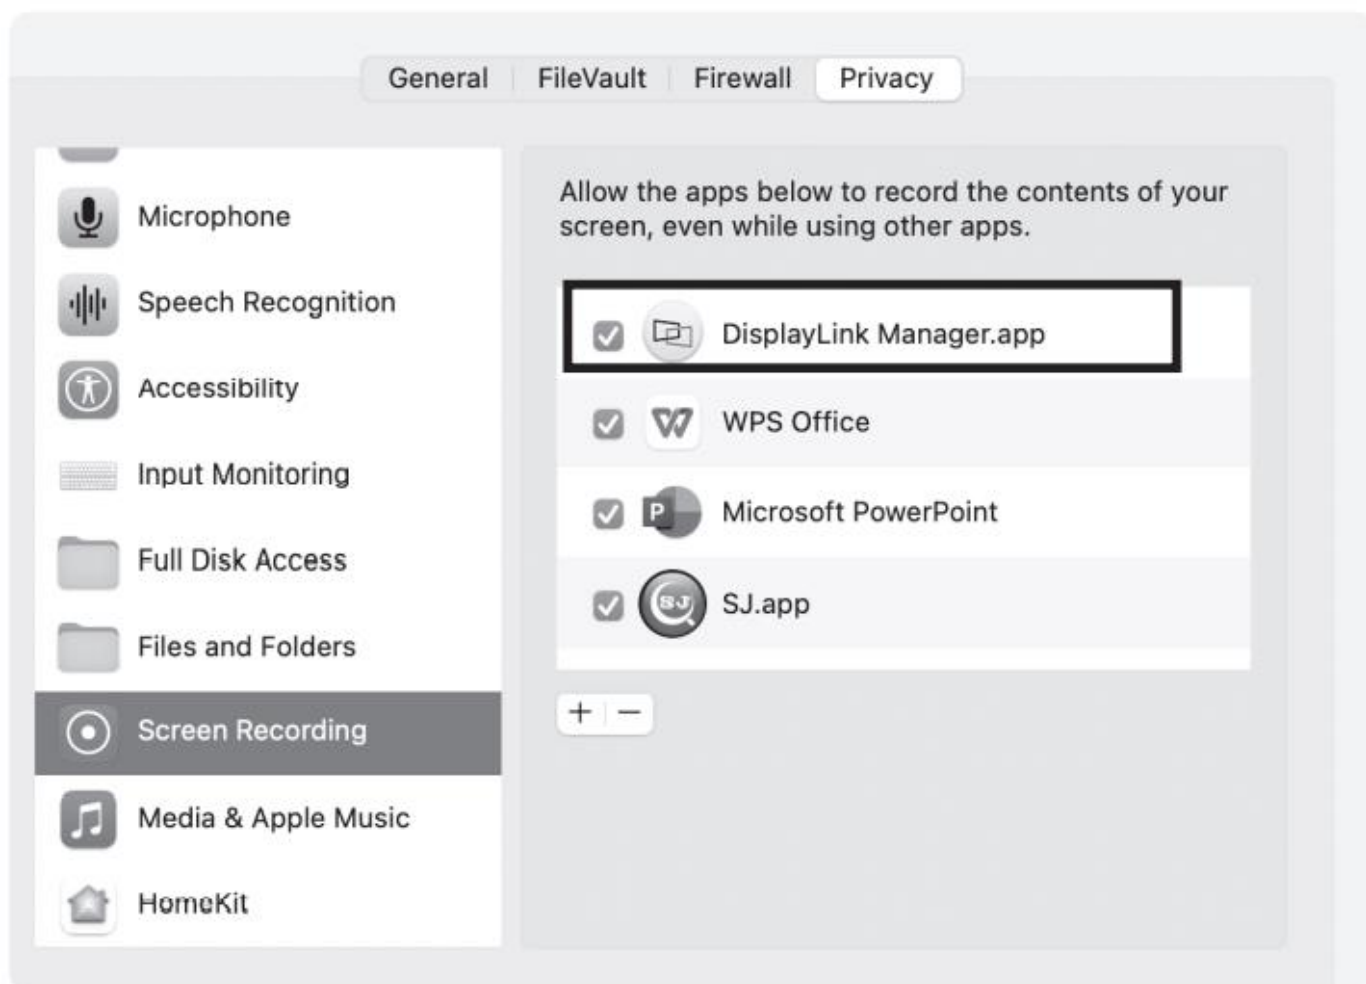 General FileVault Firewall Privacy
Microphone
Speech Recognition
Accessibility
Input Monitoring
Full Disk Access
Files and Folders
Screen Recording
Media & Apple Music
HomeKit
Allow the apps below to record the contents of your
screen, even while using other apps.
DisplayLink Manager.app
W WPS Office
P Microsoft PowerPoint
SJ SJ.app
+ −